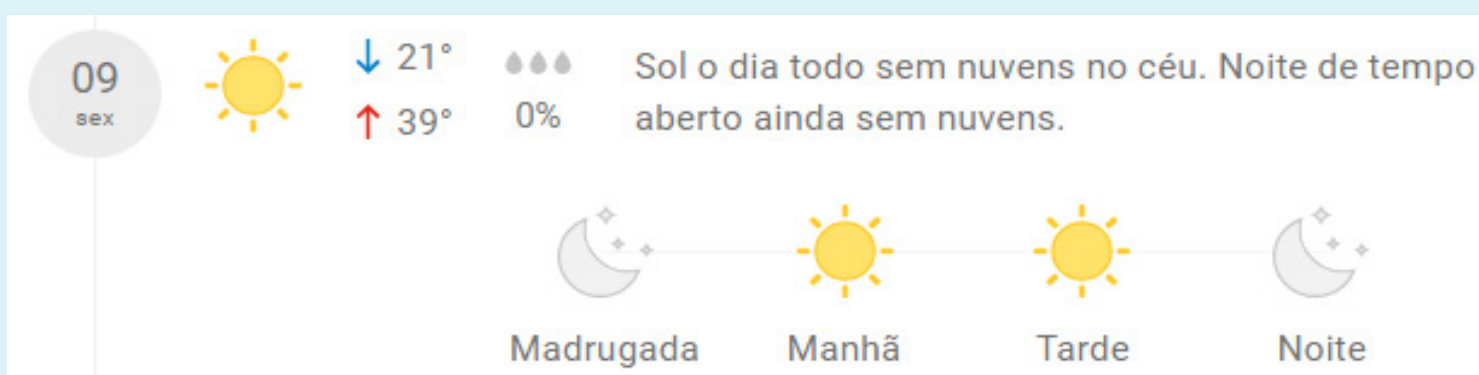 09
sex
↓ 21°
↑ 39°
0%
Sol o dia todo sem nuvens no céu. Noite de tempo
aberto ainda sem nuvens.
Madrugada Manhã Tarde Noite